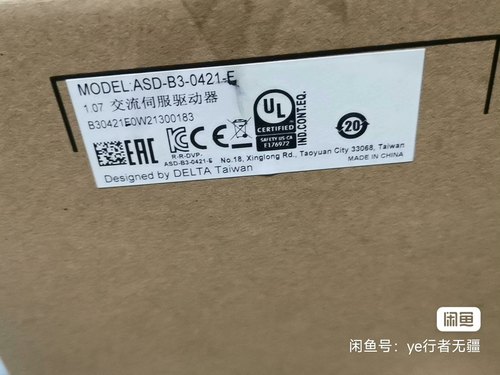 MODEL:ASD-B3-0421-E
1.07 交流伺服驱动器
B30421E0W21300183
EAC
CE
UL
CERTIFIED
SAFETY US CA
E176972
IND.CONT.EQ.
20
R-R-DVP-
ASD-B3-0421-E
No.18, Xinglong Rd., Taoyuan City 33068, Taiwan
Designed by DELTA Taiwan
MADE IN CHINA
闲鱼
闲鱼号：ye行者无疆